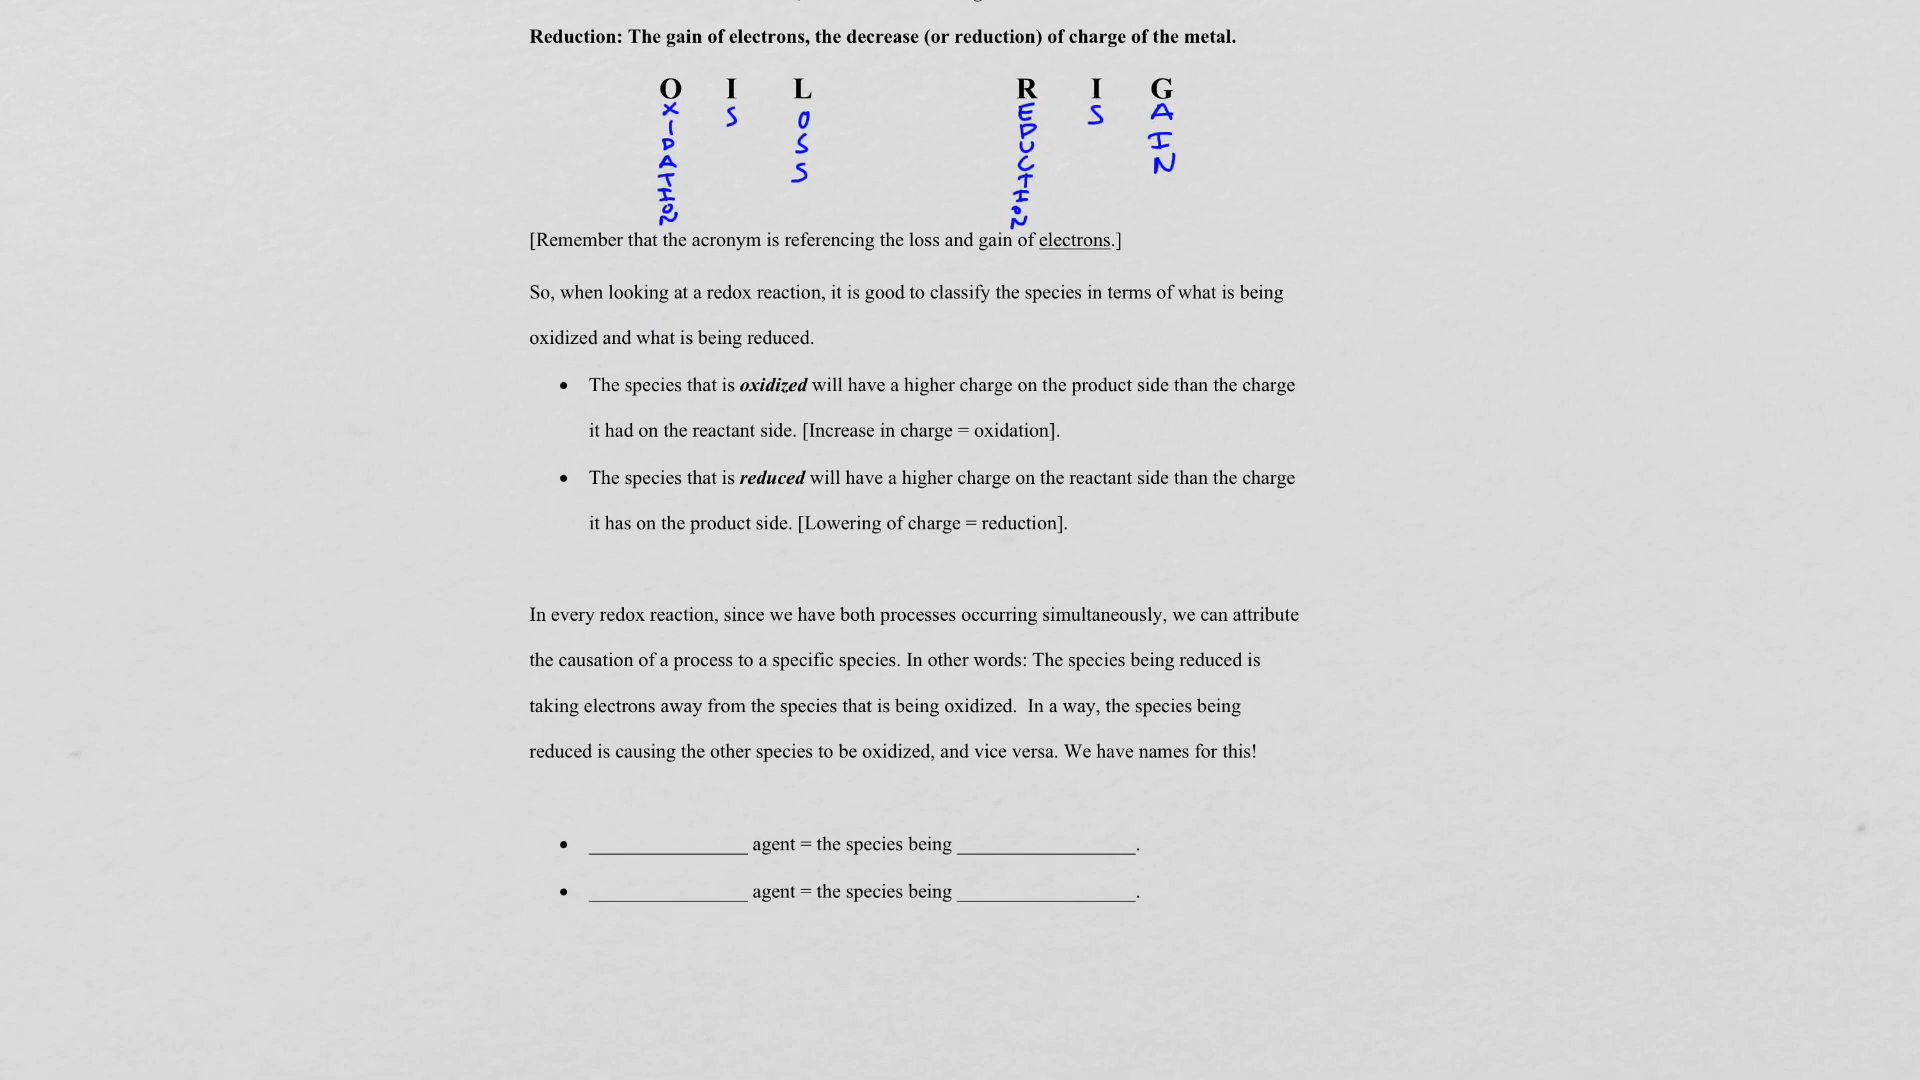 Reduction: The gain of electrons, the decrease (or reduction) of charge of the metal.
O I L R I G
XIDATION S OSS EDUCTION S AIN
[Remember that the acronym is referencing the loss and gain of electrons.]
So, when looking at a redox reaction, it is good to classify the species in terms of what is being
oxidized and what is being reduced.
• The species that is oxidized will have a higher charge on the product side than the charge
it had on the reactant side. [Increase in charge = oxidation].
• The species that is reduced will have a higher charge on the reactant side than the charge
it has on the product side. [Lowering of charge = reduction].
In every redox reaction, since we have both processes occurring simultaneously, we can attribute
the causation of a process to a specific species. In other words: The species being reduced is
taking electrons away from the species that is being oxidized. In a way, the species being
reduced is causing the other species to be oxidized, and vice versa. We have names for this!
• ________________ agent = the species being __________________.
• ________________ agent = the species being __________________.